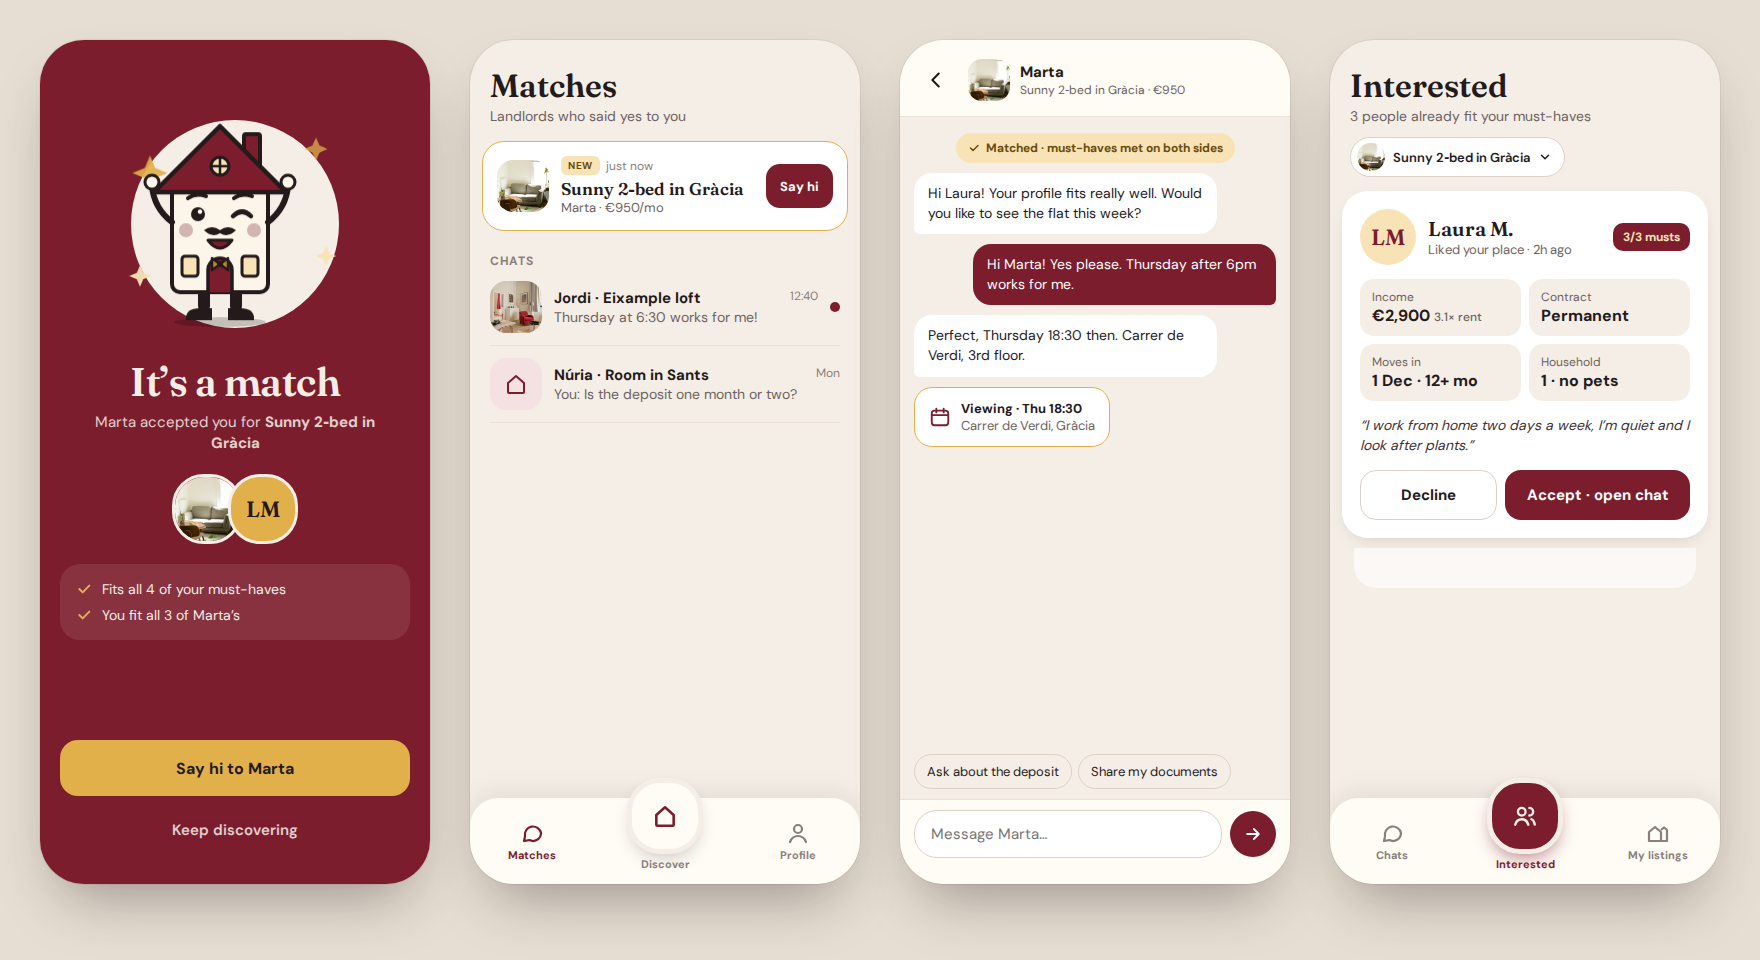 It’s a match
Marta accepted you for Sunny 2-bed in
Gràcia
LM
Fits all 4 of your must-haves
You fit all 3 of Marta’s
Say hi to Marta
Keep discovering
Matches
Landlords who said yes to you
NEW just now
Sunny 2-bed in Gràcia
Marta · €950/mo
Say hi
CHATS
Jordi · Eixample loft
12:40
Thursday at 6:30 works for me!
Núria · Room in Sants
Mon
You: Is the deposit one month or two?
Matches
Discover
Profile
Marta
Sunny 2-bed in Gràcia · €950
Matched · must-haves met on both sides
Hi Laura! Your profile fits really well. Would
you like to see the flat this week?
Hi Marta! Yes please. Thursday after 6pm
works for me.
Perfect, Thursday 18:30 then. Carrer de
Verdi, 3rd floor.
Viewing · Thu 18:30
Carrer de Verdi, Gràcia
Ask about the deposit
Share my documents
Message Marta…
Interested
3 people already fit your must-haves
Sunny 2-bed in Gràcia
LM
Laura M.
Liked your place · 2h ago
3/3 musts
Income
€2,900 3.1× rent
Contract
Permanent
Moves in
1 Dec · 12+ mo
Household
1 · no pets
“I work from home two days a week, I’m quiet and I
look after plants.”
Decline
Accept · open chat
Chats
Interested
My listings